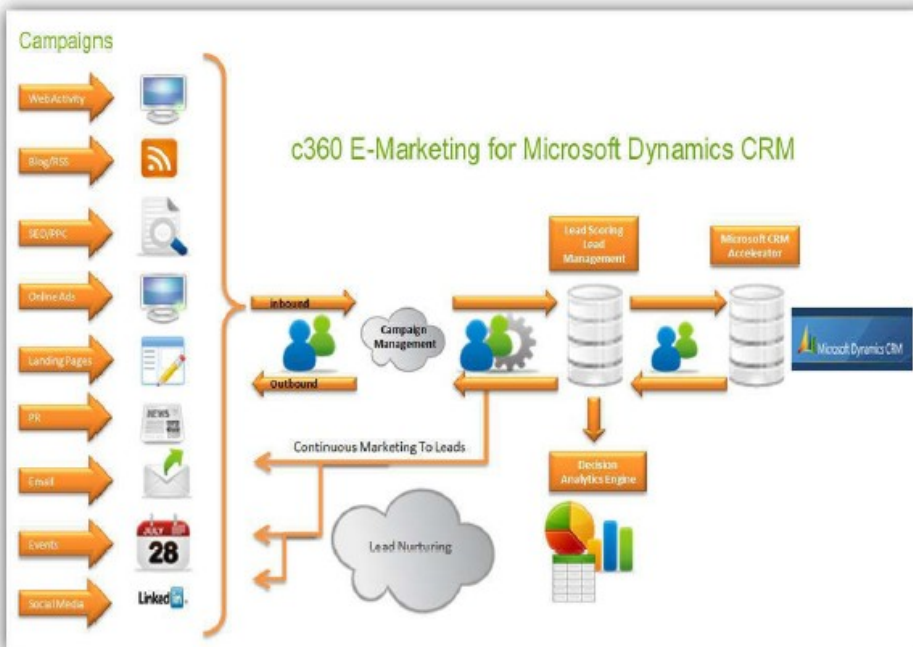 Campaigns
Web Activity
Blog/RSS
SEO/PPC
Online Ads
Landing Pages
PR
Email
Events
Social Media
NEWS
JULY
28
Linked in
c360 E-Marketing for Microsoft Dynamics CRM
Inbound
Outbound
Campaign
Management
Lead Scoring
Lead
Management
Microsoft CRM
Accelerator
Microsoft Dynamics CRM
Continuous Marketing To Leads
Lead Nurturing
Decision
Analytics Engine